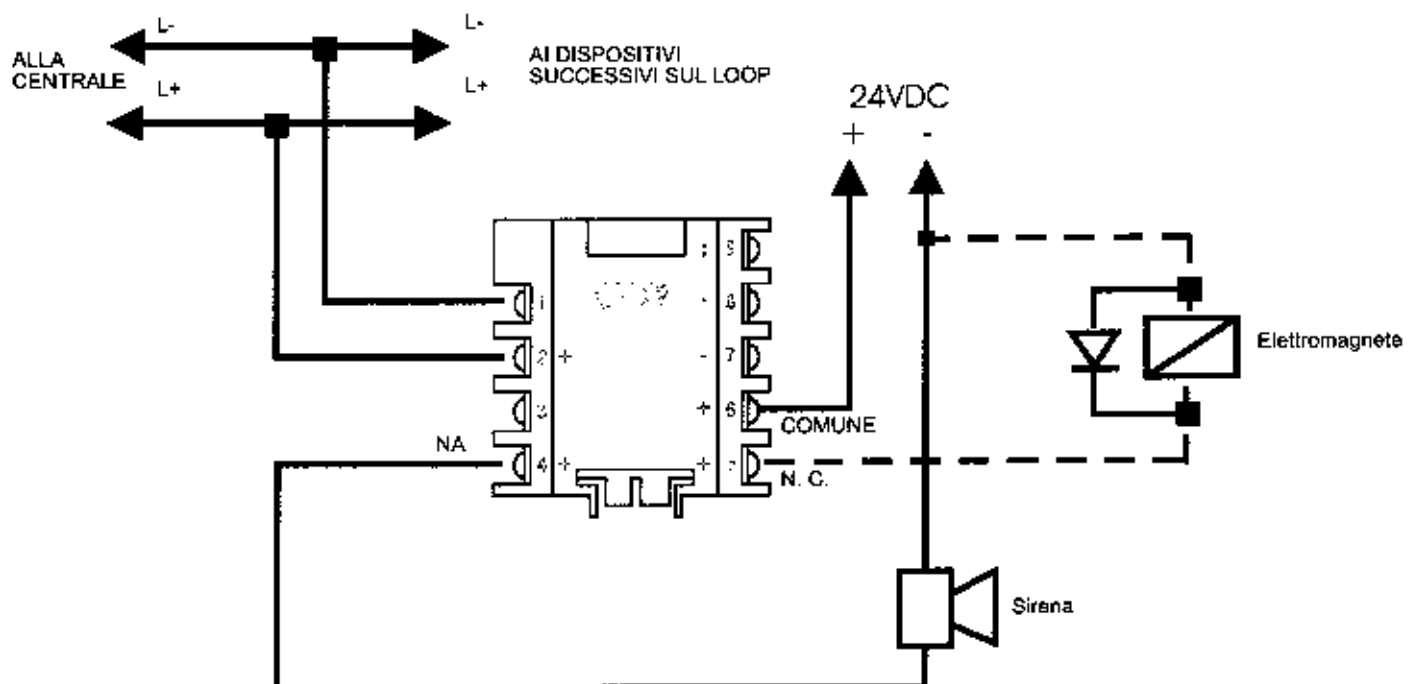 L-
L-
ALLA
CENTRALE
L+
L+
AI DISPOSITIVI
SUCCESSIVI SUL LOOP
24VDC
+ -
9
1
- 8
2 +
- 7
3
+ 6
COMUNE
NA
4 +
+
N. C.
Elettromagnete
Sirena